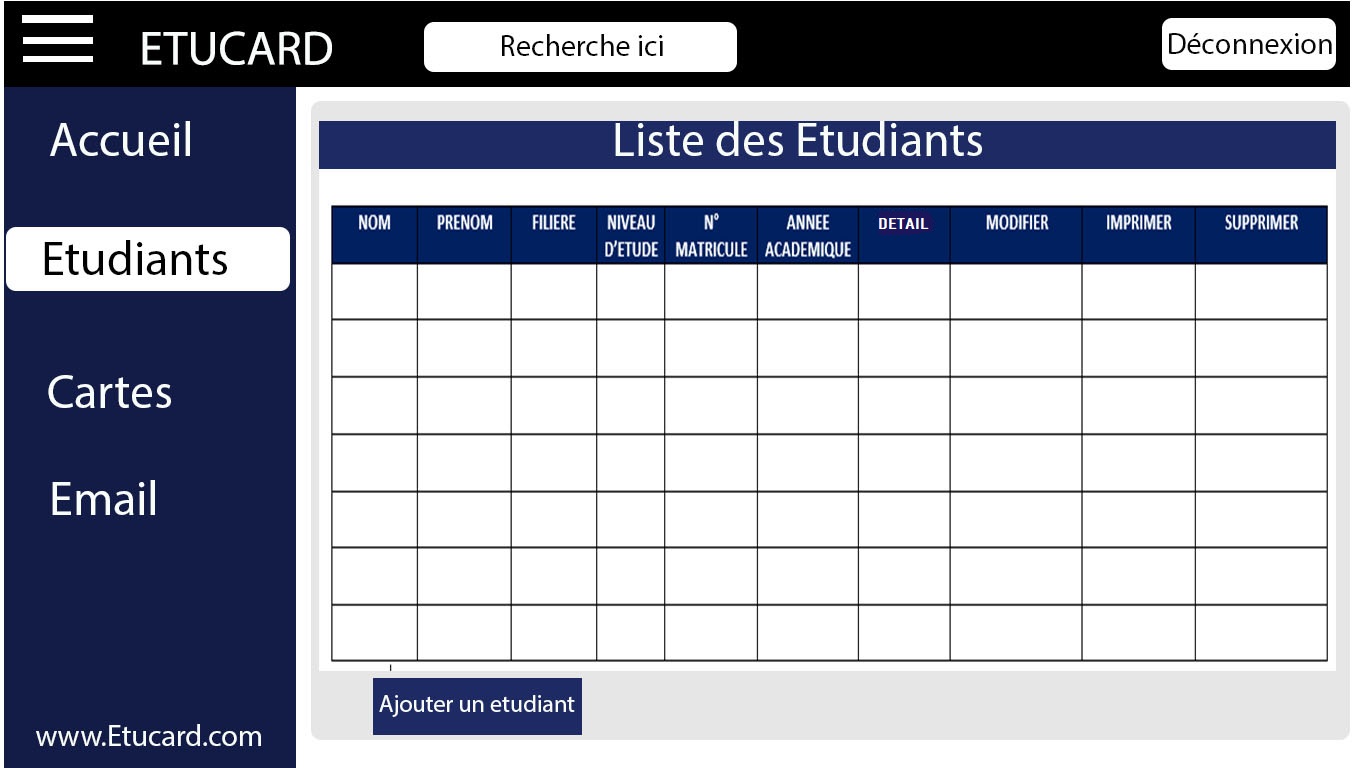 ETUCARD
Recherche ici
Déconnexion
Accueil
Etudiants
Cartes
Email
www.Etucard.com
Liste des Etudiants
NOM
PRENOM
FILIERE
NIVEAU
D'ETUDE
N°
MATRICULE
ANNEE
ACADEMIQUE
DETAIL
MODIFIER
IMPRIMER
SUPPRIMER
Ajouter un etudiant